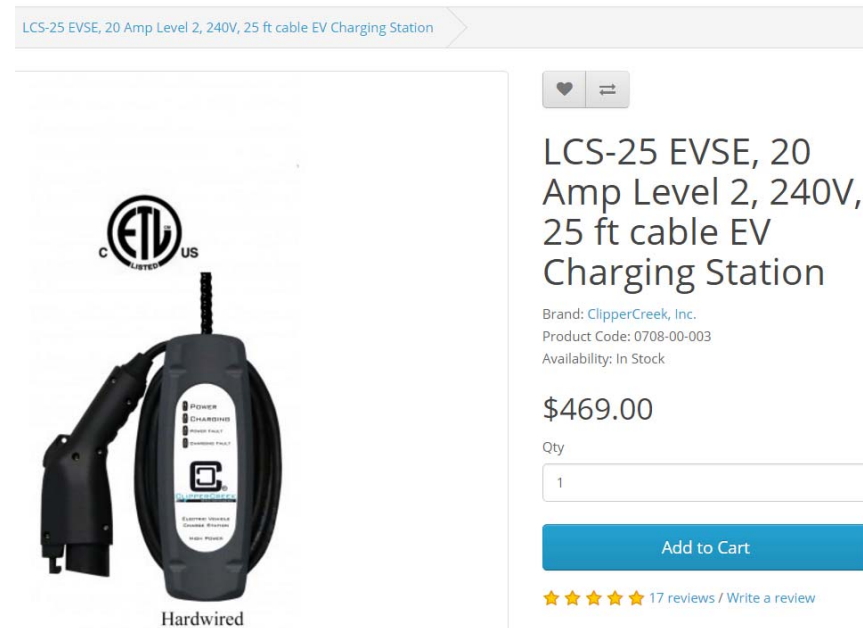 LCS-25 EVSE, 20 Amp Level 2, 240V, 25 ft cable EV Charging Station
C ETL US
LISTED
POWER
CHARGING
POWER FAULT
CHARGING FAULT
CLIPPERCREEK
ELECTRIC VEHICLE
CHARGE STATION
HIGH POWER
Hardwired
LCS-25 EVSE, 20
Amp Level 2, 240V,
25 ft cable EV
Charging Station
Brand: ClipperCreek, Inc.
Product Code: 0708-00-003
Availability: In Stock
$469.00
Qty
1
Add to Cart
17 reviews / Write a review